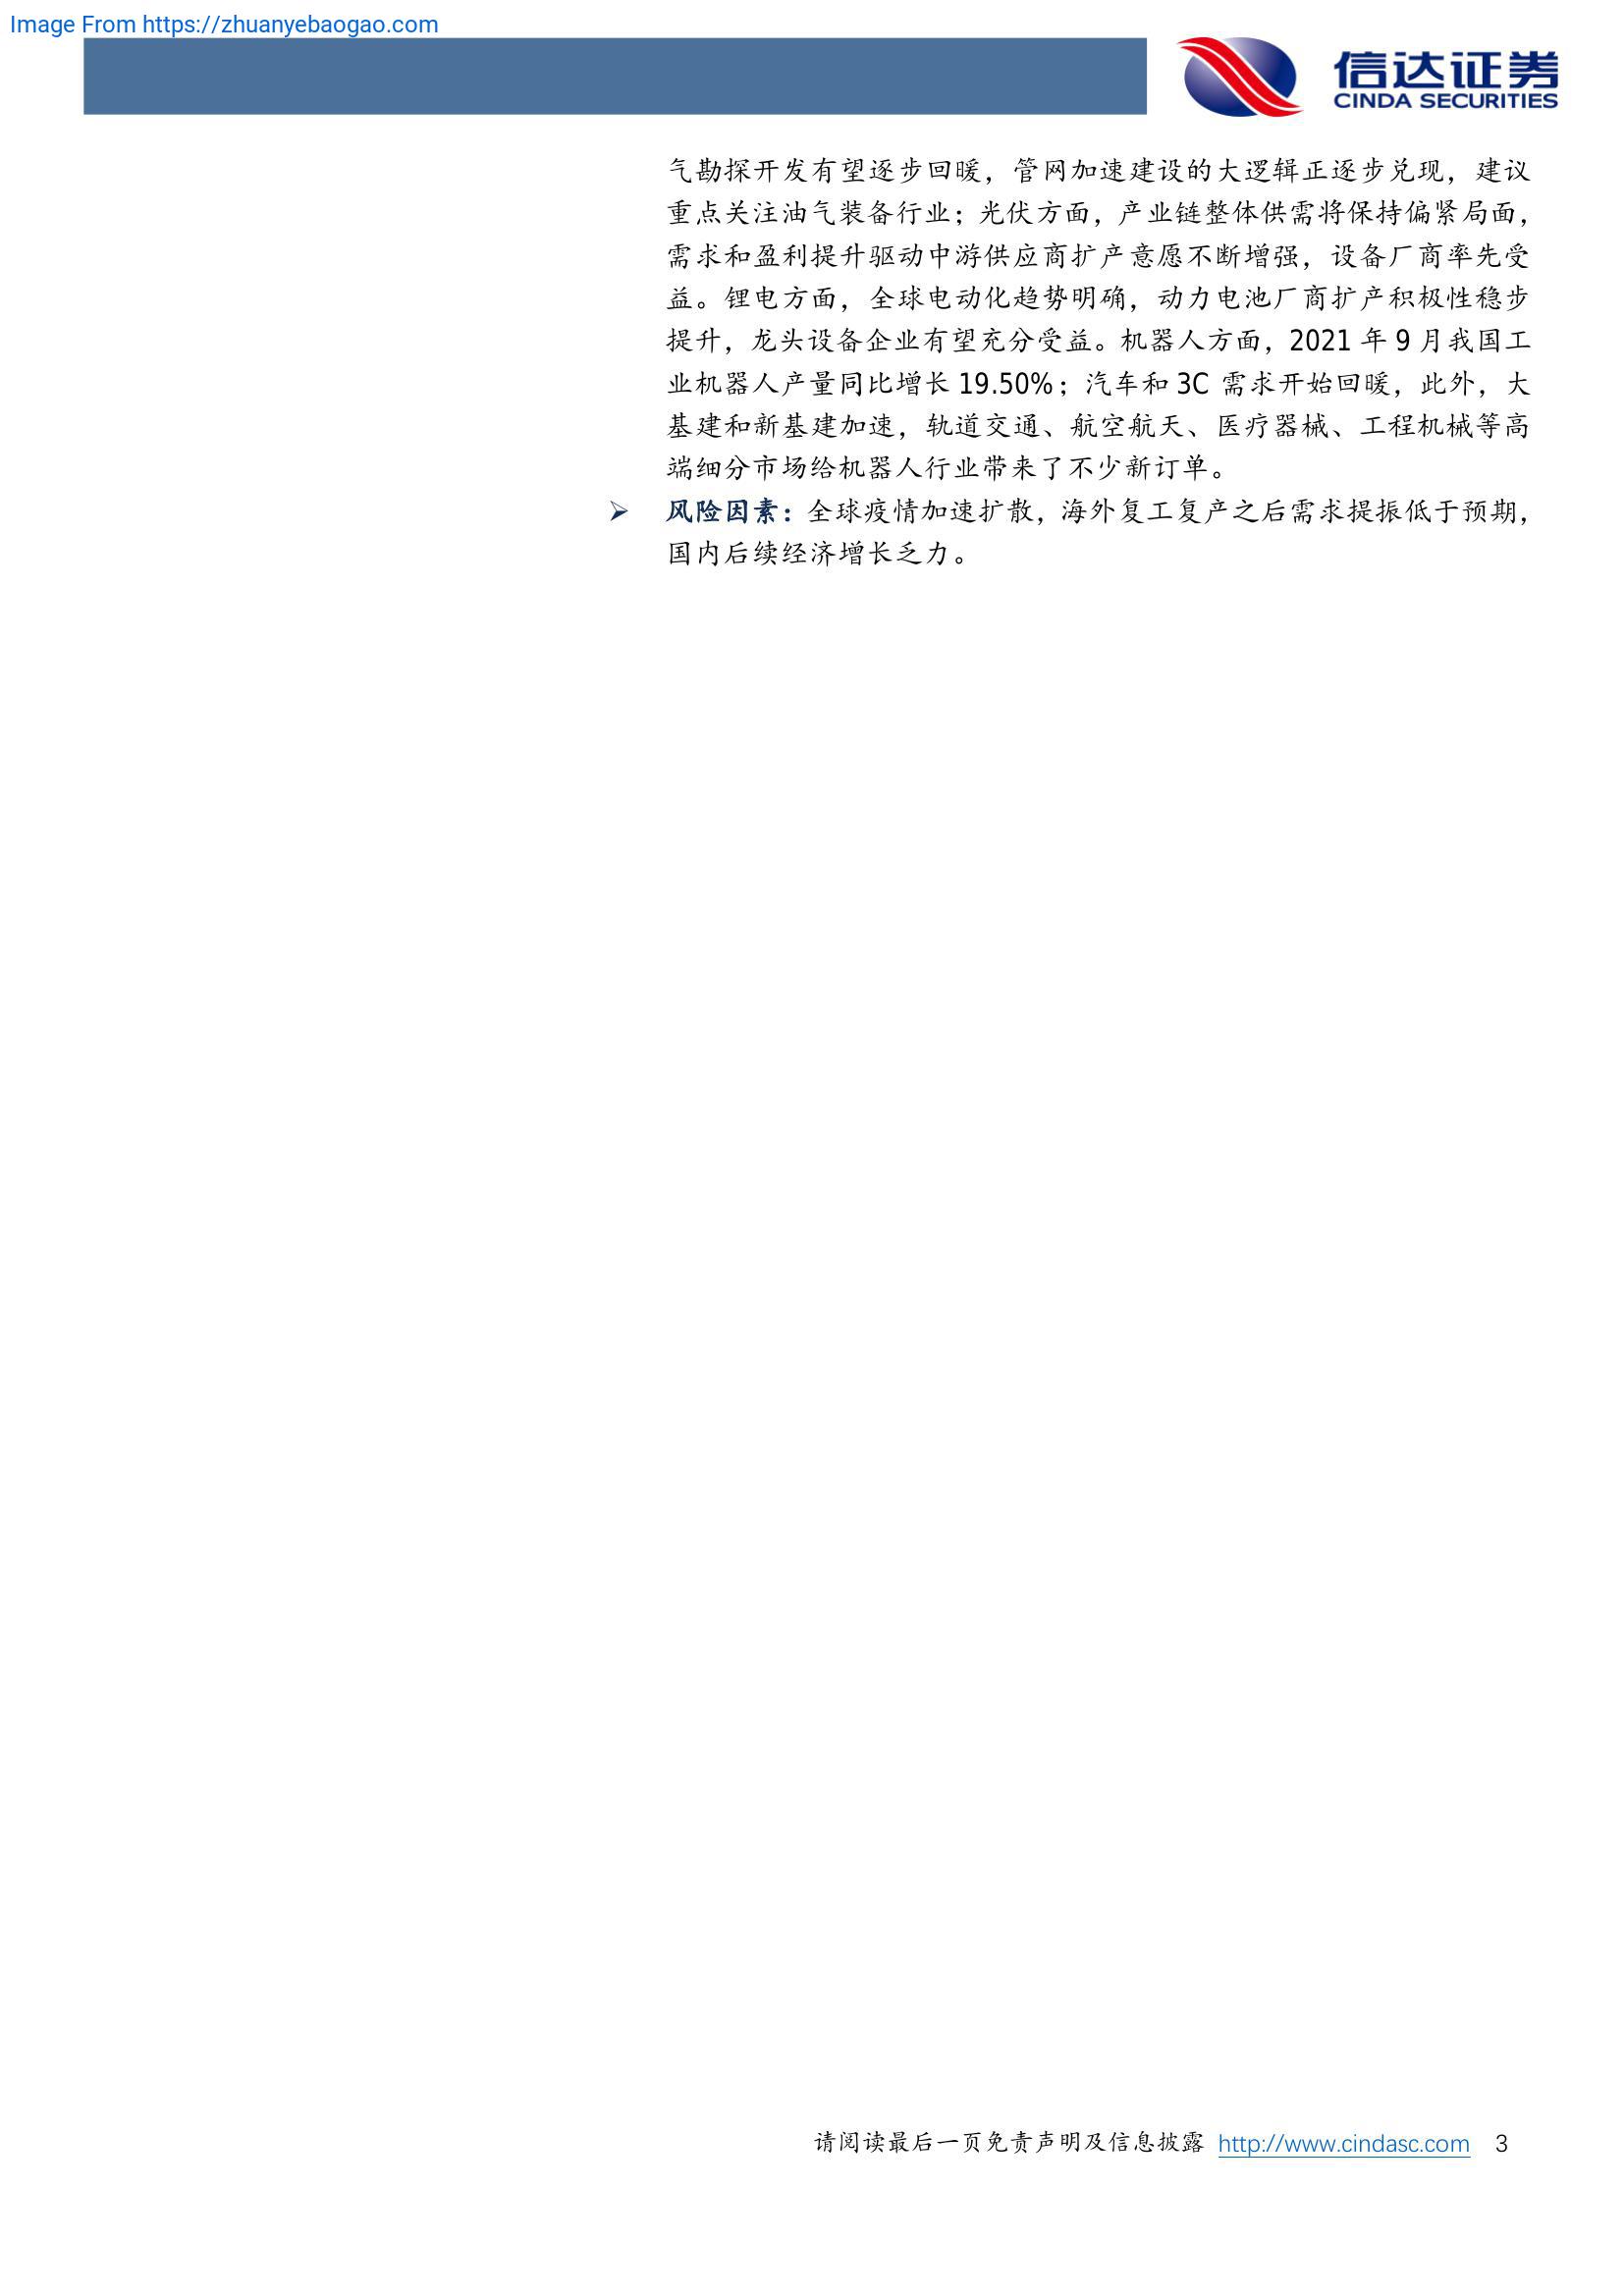 Image From https://zhuanyebaogao.com
信达证券
CINDA SECURITIES
气勘探开发有望逐步回暖，管网加速建设的大逻辑正逐步兑现，建议
重点关注油气装备行业；光伏方面，产业链整体供需将保持偏紧局面，
需求和盈利提升驱动中游供应商扩产意愿不断增强，设备厂商率先受
益。锂电方面，全球电动化趋势明确，动力电池厂商扩产积极性稳步
提升，龙头设备企业有望充分受益。机器人方面，2021 年 9 月我国工
业机器人产量同比增长 19.50%；汽车和 3C 需求开始回暖，此外，大
基建和新基建加速，轨道交通、航空航天、医疗器械、工程机械等高
端细分市场给机器人行业带来了不少新订单。
➢ 风险因素：全球疫情加速扩散，海外复工复产之后需求提振低于预期，
国内后续经济增长乏力。
请阅读最后一页免责声明及信息披露 http://www.cindasc.com 3